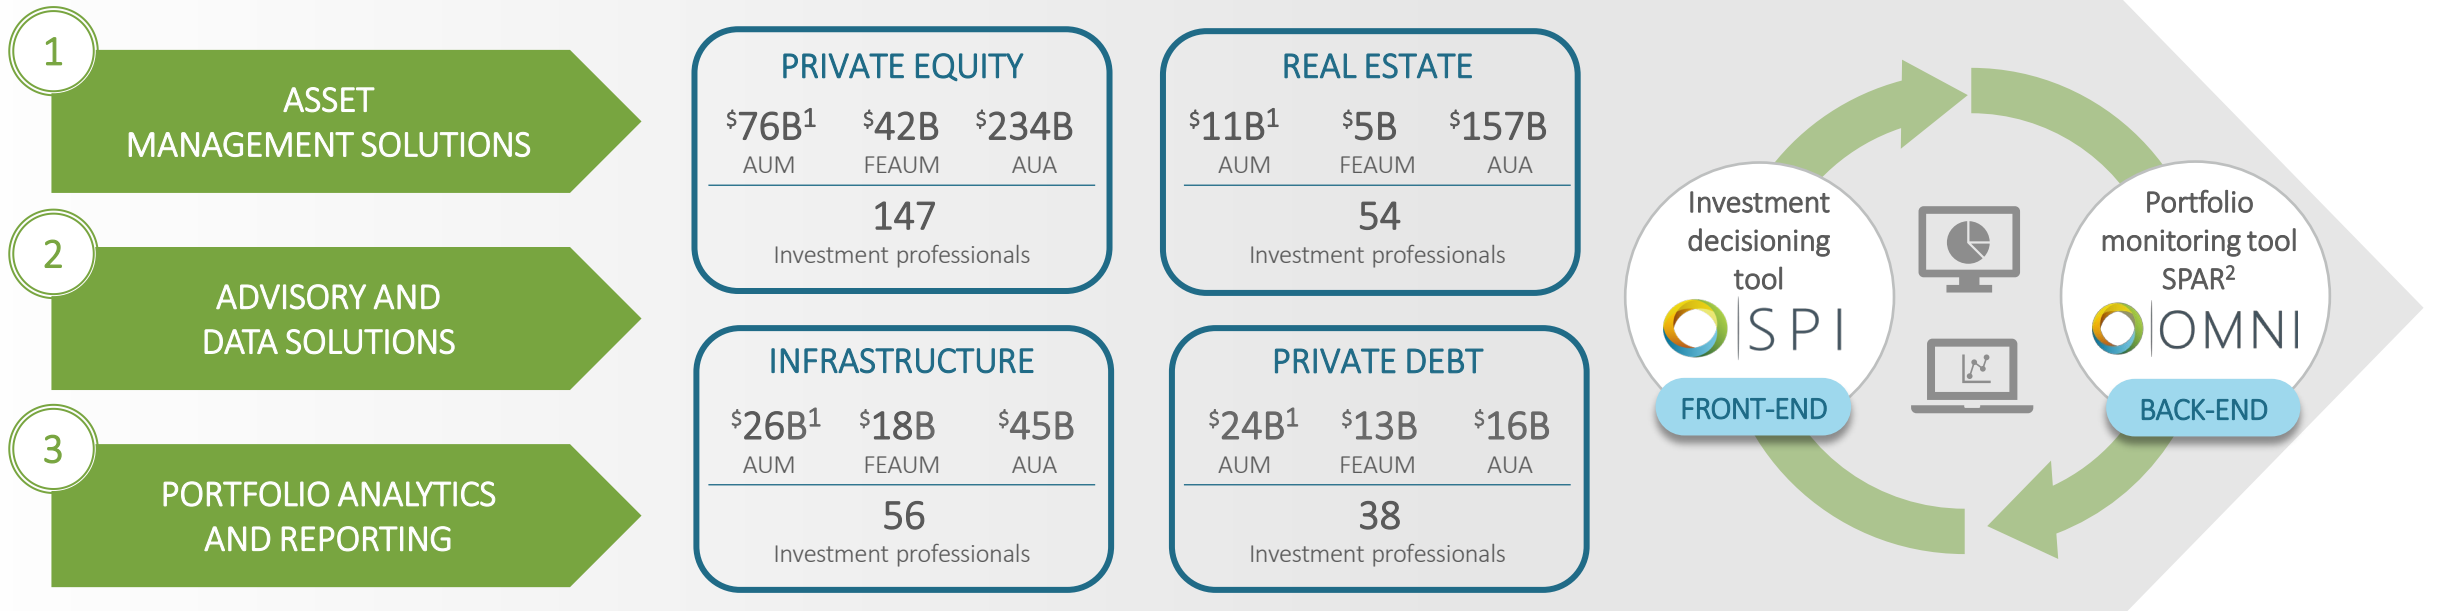 1
ASSET
MANAGEMENT SOLUTIONS
2
ADVISORY AND
DATA SOLUTIONS
3
PORTFOLIO ANALYTICS
AND REPORTING
PRIVATE EQUITY
$76B¹ $42B $234B
AUM FEAUM AUA
147
Investment professionals
REAL ESTATE
$11B¹ $5B $157B
AUM FEAUM AUA
54
Investment professionals
INFRASTRUCTURE
$26B¹ $18B $45B
AUM FEAUM AUA
56
Investment professionals
PRIVATE DEBT
$24B¹ $13B $16B
AUM FEAUM AUA
38
Investment professionals
Investment
decisioning
tool
SPI
FRONT-END
Portfolio
monitoring tool
SPAR²
OMNI
BACK-END